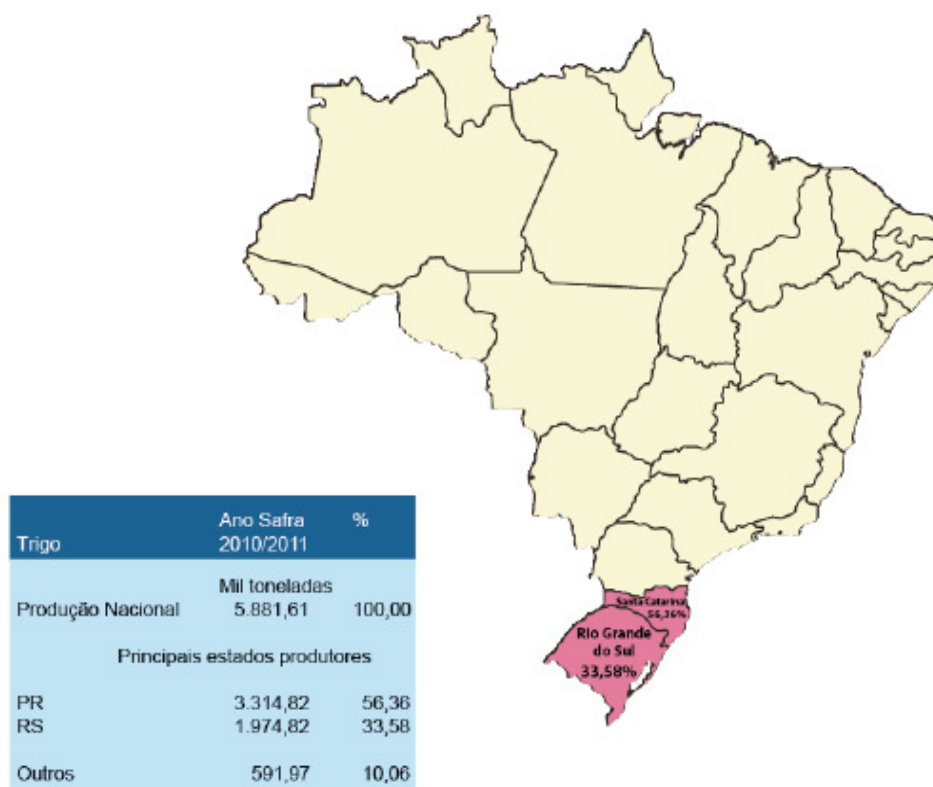 Santa Catarina
56,36%
Rio Grande
do Sul
33,58%
Trigo Ano Safra 2010/2011 %
Mil toneladas
Produção Nacional 5.881,61 100,00
Principais estados produtores
PR 3.314,82 56,36
RS 1.974,82 33,58
Outros 591,97 10,06